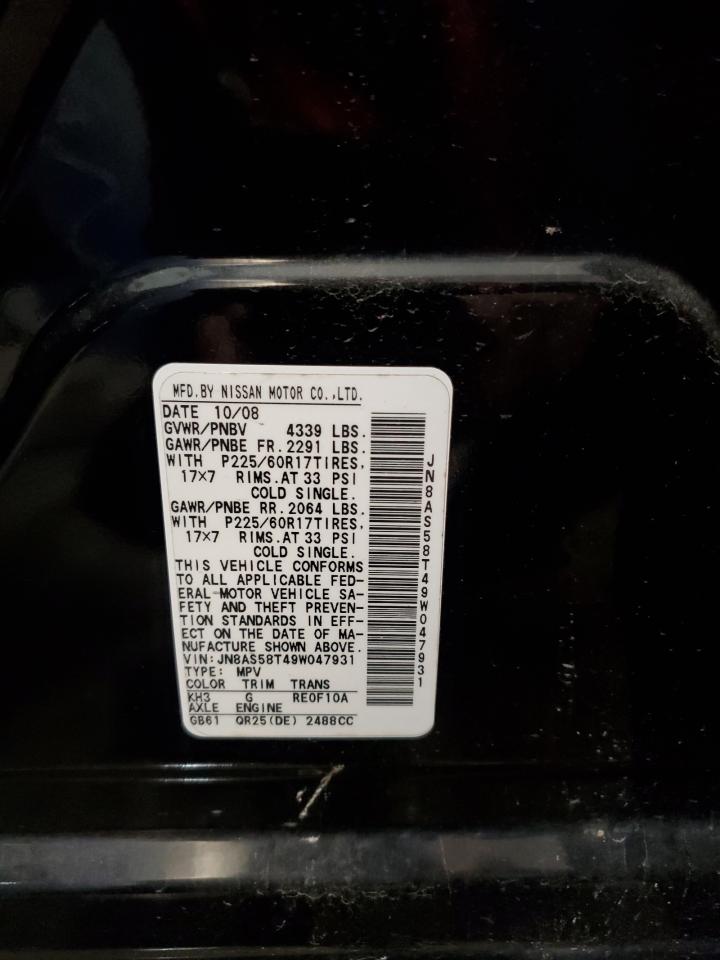 MFD.BY NISSAN MOTOR CO.,LTD.
DATE 10/08
GVWR/PNBV 4339 LBS.
GAWR/PNBE FR.2291 LBS.
WITH P225/60R17TIRES,
17×7 RIMS.AT 33 PSI
COLD SINGLE.
GAWR/PNBE RR.2064 LBS.
WITH P225/60R17TIRES,
17×7 RIMS.AT 33 PSI
COLD SINGLE.
THIS VEHICLE CONFORMS
TO ALL APPLICABLE FED-
ERAL-MOTOR VEHICLE SA-
FETY AND THEFT PREVEN-
TION STANDARDS IN EFF-
ECT ON THE DATE OF MA-
NUFACTURE SHOWN ABOVE.
VIN:JN8AS58T49W047931
TYPE: MPV
COLOR TRIM TRANS
KH3 G RE0F10A
AXLE ENGINE
GB61 QR25(DE) 2488CC
JN8AS58T49W047931